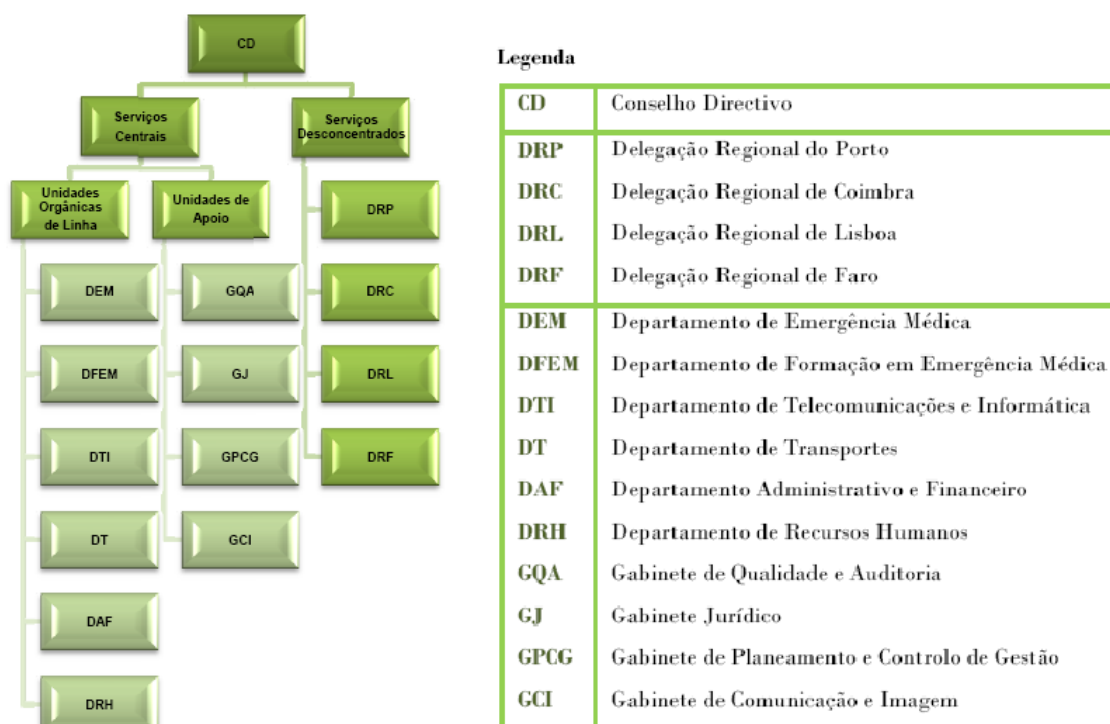 CD
Serviços
Centrais
Serviços
Desconcentrados
Unidades
Orgânicas
de Linha
Unidades de
Apoio
DRP
DEM
GQA
DRC
DFEM
GJ
DRL
DTI
GPCG
DRF
DT
GCI
DAF
DRH
Legenda
CD Conselho Directivo
DRP Delegação Regional do Porto
DRC Delegação Regional de Coimbra
DRL Delegação Regional de Lisboa
DRF Delegação Regional de Faro
DEM Departamento de Emergência Médica
DFEM Departamento de Formação em Emergência Médica
DTI Departamento de Telecomunicações e Informática
DT Departamento de Transportes
DAF Departamento Administrativo e Financeiro
DRH Departamento de Recursos Humanos
GQA Gabinete de Qualidade e Auditoria
GJ Gabinete Jurídico
GPCG Gabinete de Planeamento e Controlo de Gestão
GCI Gabinete de Comunicação e Imagem